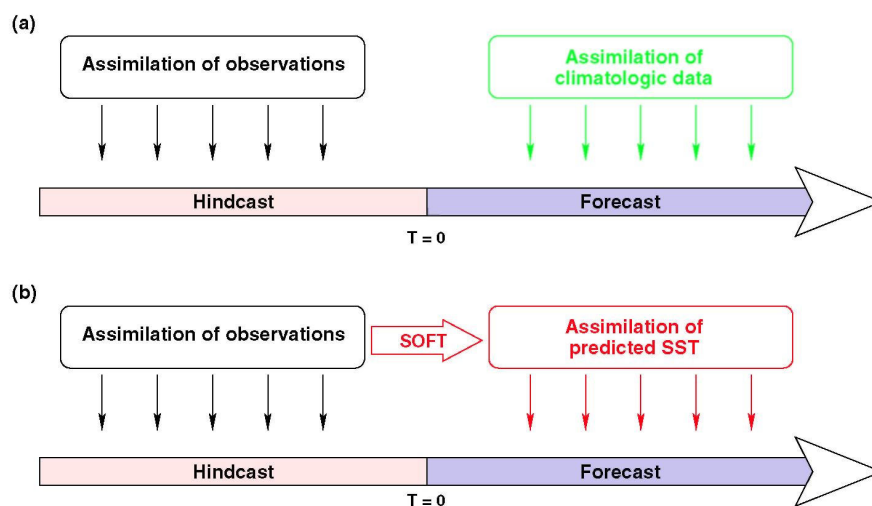 (a)
Assimilation of observations
Assimilation of
climatologic data
Hindcast
Forecast
T = 0
(b)
Assimilation of observations
SOFT
Assimilation of
predicted SST
Hindcast
Forecast
T = 0